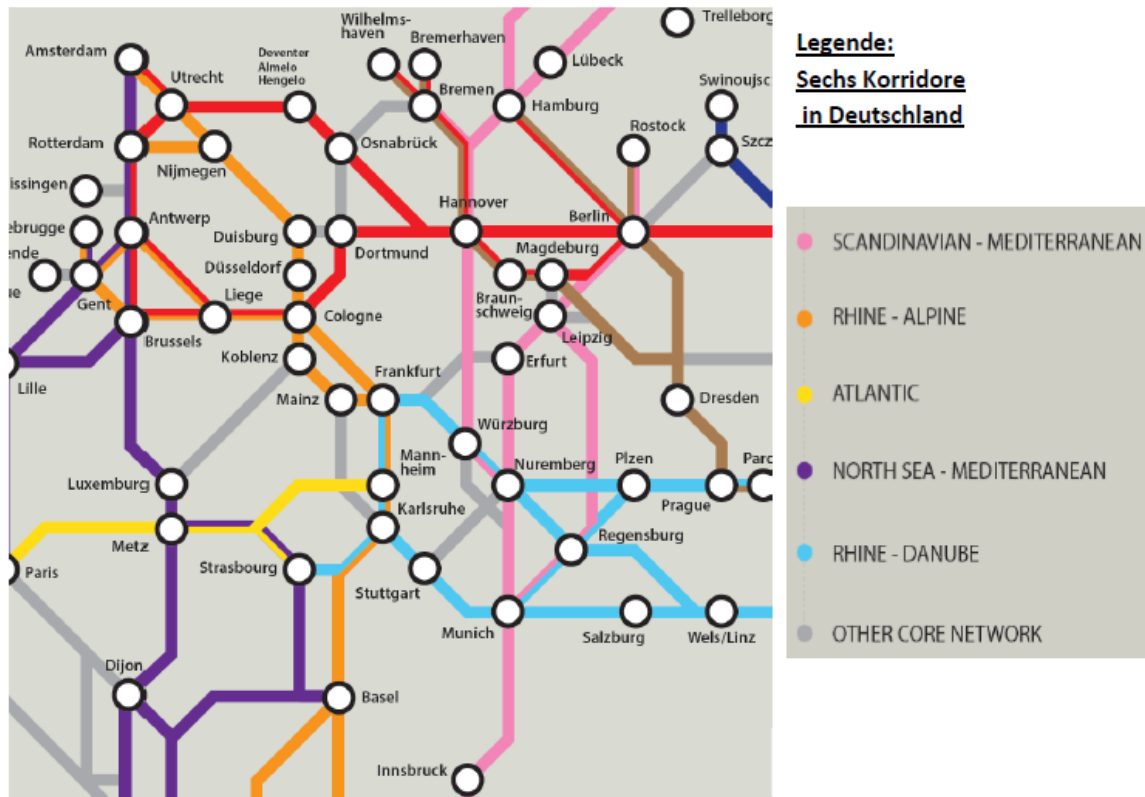 Trelleborg
Wilhelms-
haven
Bremerhaven
Amsterdam
Utrecht
Deventer
Almelo
Hengelo
Lübeck
Swinoujsc
Bremen
Hamburg
Rostock
Rotterdam
Nijmegen
Osnabrück
Szcz
issingen
ebrugge
ende
ue
Antwerp
Duisburg
Dortmund
Hannover
Magdeburg
Berlin
Gent
Liege
Düsseldorf
Braun-
schweig
Brussels
Cologne
Leipzig
Lille
Koblenz
Frankfurt
Erfurt
Mainz
Dresden
Würzburg
Mann-
heim
Luxemburg
Nuremberg
Plzen
Parc
Prague
Karlsruhe
Metz
Regensburg
Paris
Strasbourg
Stuttgart
Munich
Salzburg
Wels/Linz
Dijon
Basel
Innsbruck
Legende:
Sechs Korridore
in Deutschland
SCANDINAVIAN - MEDITERRANEAN
RHINE - ALPINE
ATLANTIC
NORTH SEA - MEDITERRANEAN
RHINE - DANUBE
OTHER CORE NETWORK